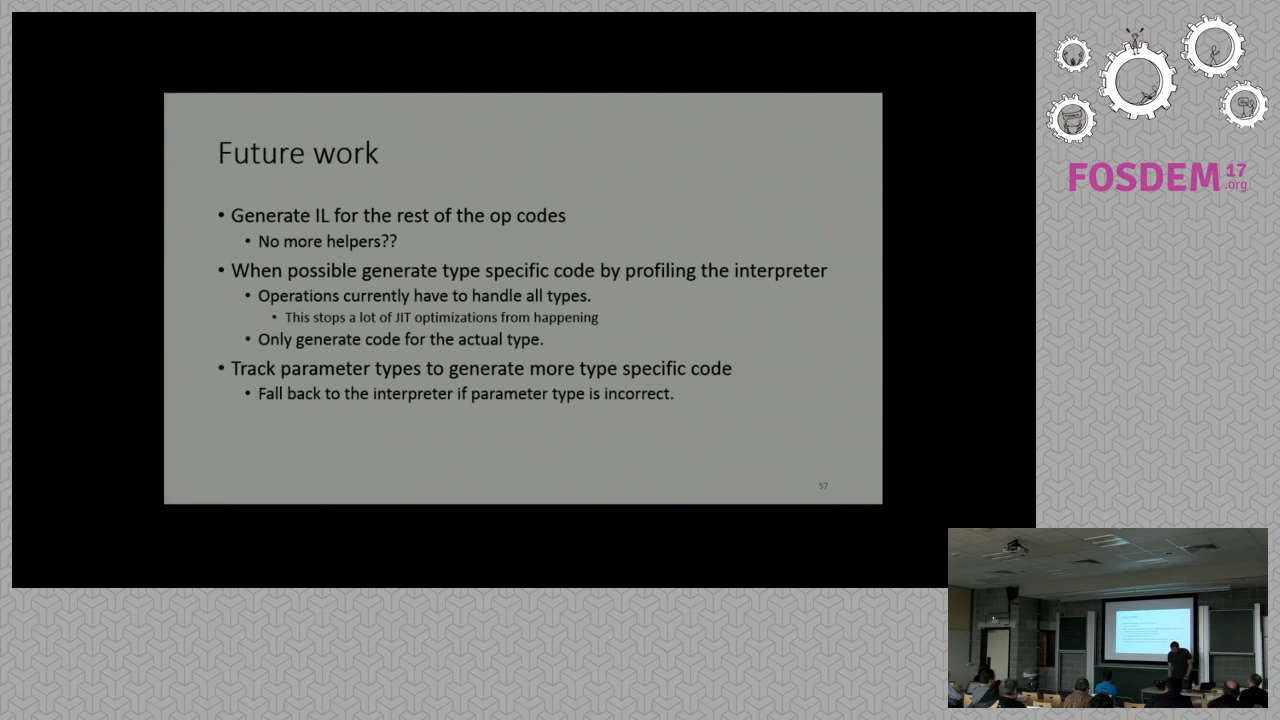 Future work
• Generate IL for the rest of the op codes
• No more helpers??
• When possible generate type specific code by profiling the interpreter
• Operations currently have to handle all types.
• This stops a lot of JIT optimizations from happening
• Only generate code for the actual type.
• Track parameter types to generate more type specific code
• Fall back to the interpreter if parameter type is incorrect.
57
FOSDEM 17
.org